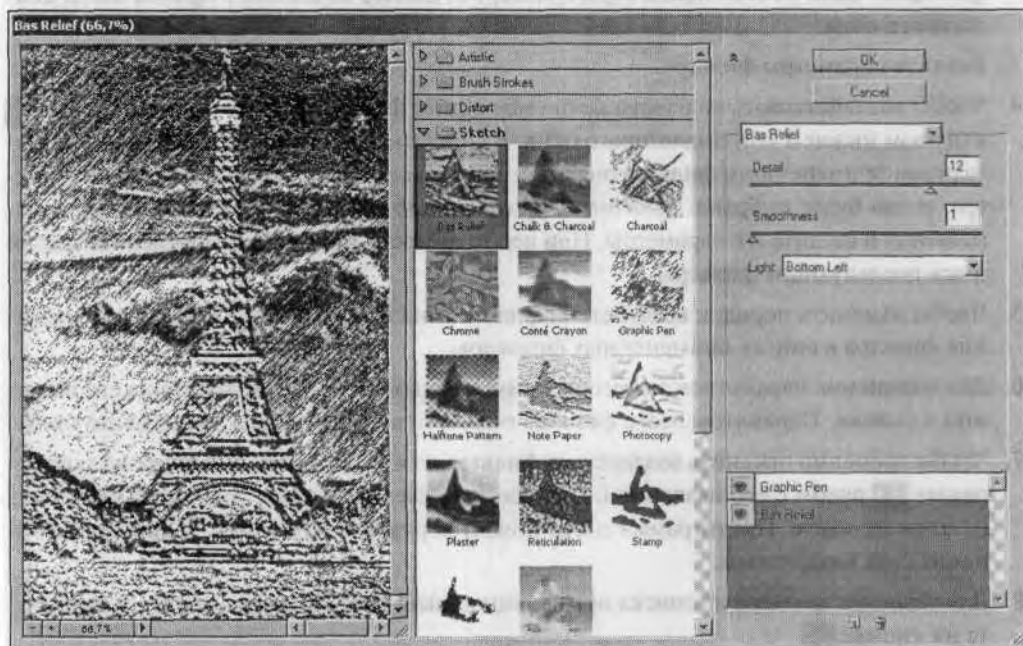 Bas Relief (66,7%)
Artistic
Brush Strokes
Distort
Sketch
Bas Relief
Chalk & Charcoal
Charcoal
Chrome
Conté Crayon
Graphic Pen
Halftone Pattern
Note Paper
Photocopy
Plaster
Reticulation
Stamp
66,7%
OK
Cancel
Bas Relief
Detail 12
Smoothness 1
Light: Bottom Left
Graphic Pen
Bas Relief